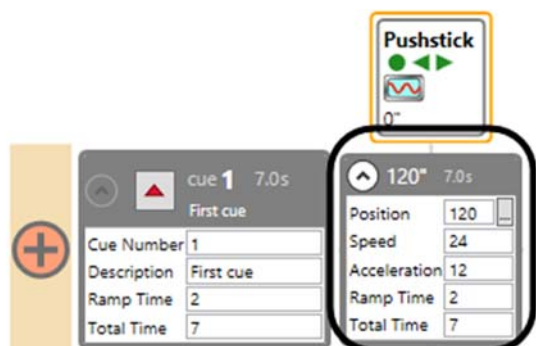 Pushstick
0"
cue 1 7.0s
First cue
Cue Number 1
Description First cue
Ramp Time 2
Total Time 7
120" 7.0s
Position 120 ...
Speed 24
Acceleration 12
Ramp Time 2
Total Time 7